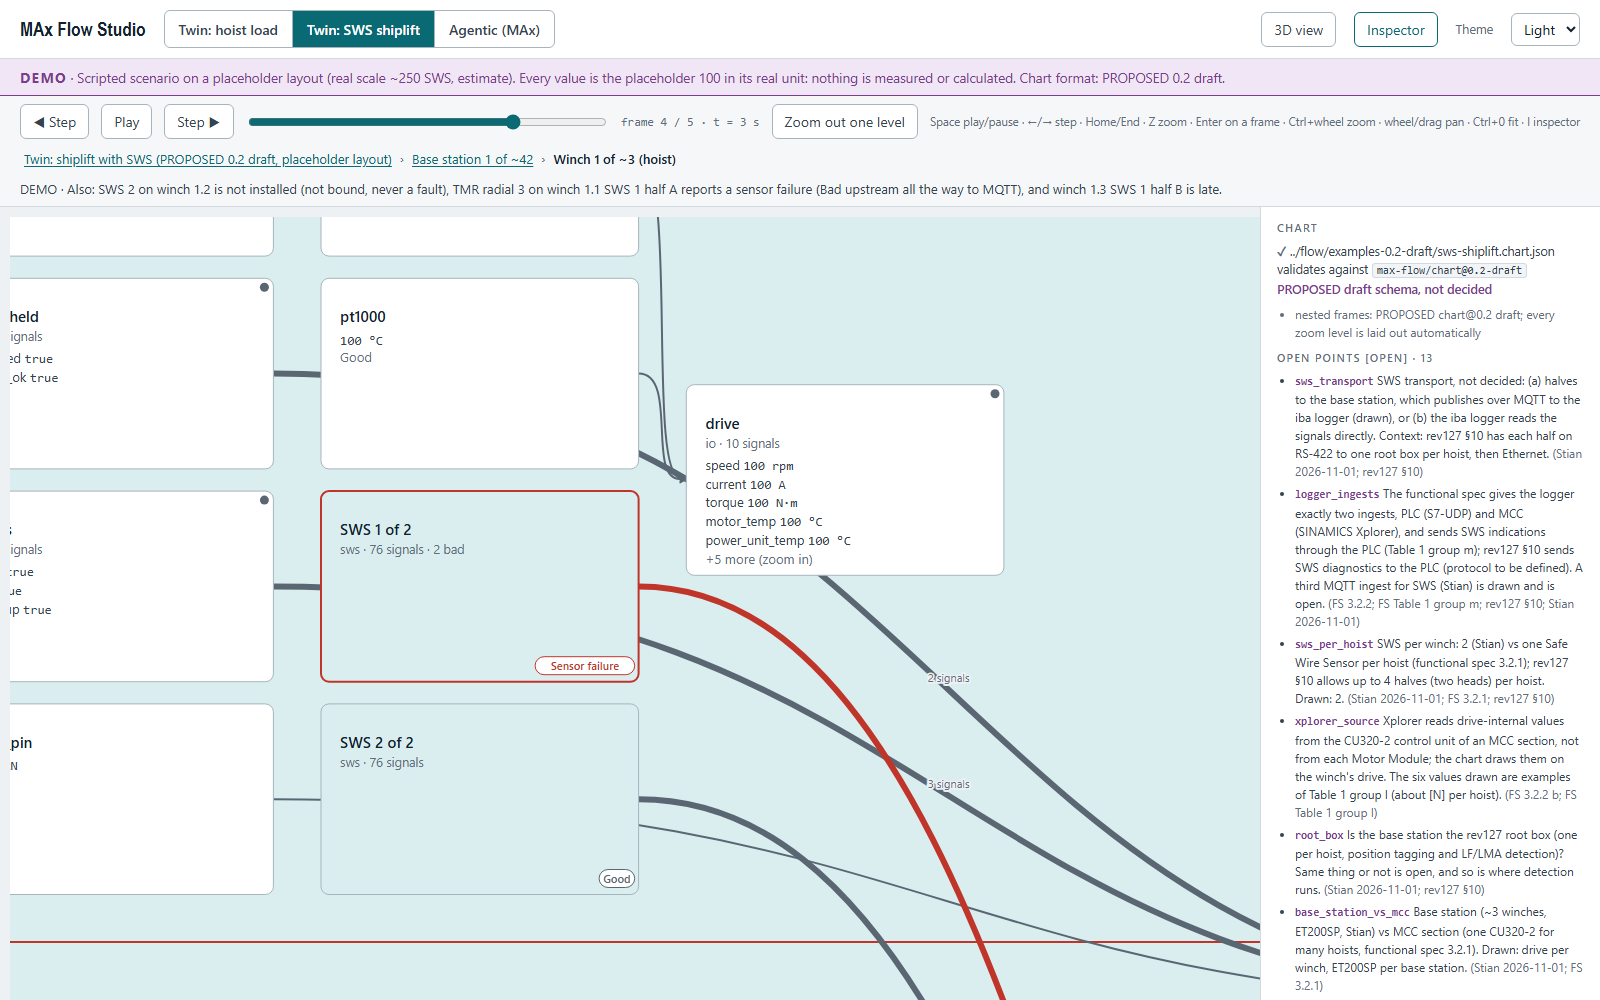 MAx Flow Studio
Twin: hoist load
Twin: SWS shiplift
Agentic (MAx)
3D view
Inspector
Theme
Light
DEMO · Scripted scenario on a placeholder layout (real scale ~250 SWS, estimate). Every value is the placeholder 100 in its real unit: nothing is measured or calculated. Chart format: PROPOSED 0.2 draft.
◀ Step
Play
Step ▶
frame 4 / 5 · t = 3 s
Zoom out one level
Space play/pause · ←/→ step · Home/End · Z zoom · Enter on a frame · Ctrl+wheel zoom · wheel/drag pan · Ctrl+0 fit · I inspector
Twin: shiplift with SWS (PROPOSED 0.2 draft, placeholder layout) › Base station 1 of ~42 › Winch 1 of ~3 (hoist)
DEMO · Also: SWS 2 on winch 1.2 is not installed (not bound, never a fault), TMR radial 3 on winch 1.1 SWS 1 half A reports a sensor failure (Bad upstream all the way to MQTT), and winch 1.3 SWS 1 half B is late.
held
ignals
ed true
_ok true
pt1000
100 °C
Good
drive
io · 10 signals
speed 100 rpm
current 100 A
torque 100 N·m
motor_temp 100 °C
power_unit_temp 100 °C
+5 more (zoom in)
s
ignals
rue
ue
up true
SWS 1 of 2
sws · 76 signals · 2 bad
Sensor failure
2 signals
3 signals
pin
N
SWS 2 of 2
sws · 76 signals
Good
CHART
✓ ../flow/examples-0.2-draft/sws-shiplift.chart.json
validates against max-flow/chart@0.2-draft
PROPOSED draft schema, not decided
• nested frames: PROPOSED chart@0.2 draft; every
zoom level is laid out automatically
OPEN POINTS [OPEN] · 13
• sws_transport SWS transport, not decided: (a) halves
to the base station, which publishes over MQTT to the
iba logger (drawn), or (b) the iba logger reads the
signals directly. Context: rev127 §10 has each half on
RS-422 to one root box per hoist, then Ethernet. (Stian
2026-11-01; rev127 §10)
• logger_ingests The functional spec gives the logger
exactly two ingests, PLC (S7-UDP) and MCC
(SINAMICS Xplorer), and sends SWS indications
through the PLC (Table 1 group m); rev127 §10 sends
SWS diagnostics to the PLC (protocol to be defined). A
third MQTT ingest for SWS (Stian) is drawn and is
open. (FS 3.2.2; FS Table 1 group m; rev127 §10; Stian
2026-11-01)
• sws_per_hoist SWS per winch: 2 (Stian) vs one Safe
Wire Sensor per hoist (functional spec 3.2.1); rev127
§10 allows up to 4 halves (two heads) per hoist.
Drawn: 2. (Stian 2026-11-01; FS 3.2.1; rev127 §10)
• xplorer_source Xplorer reads drive-internal values
from the CU320-2 control unit of an MCC section, not
from each Motor Module; the chart draws them on
the winch's drive. The six values drawn are examples
of Table 1 group l (about [N] per hoist). (FS 3.2.2 b; FS
Table 1 group l)
• root_box Is the base station the rev127 root box (one
per hoist, position tagging and LF/LMA detection)?
Same thing or not is open, and so is where detection
runs. (Stian 2026-11-01; rev127 §10)
• base_station_vs_mcc Base station (~3 winches,
ET200SP, Stian) vs MCC section (one CU320-2 for
many hoists, functional spec 3.2.1). Drawn: drive per
winch, ET200SP per base station. (Stian 2026-11-01; FS
3.2.1)